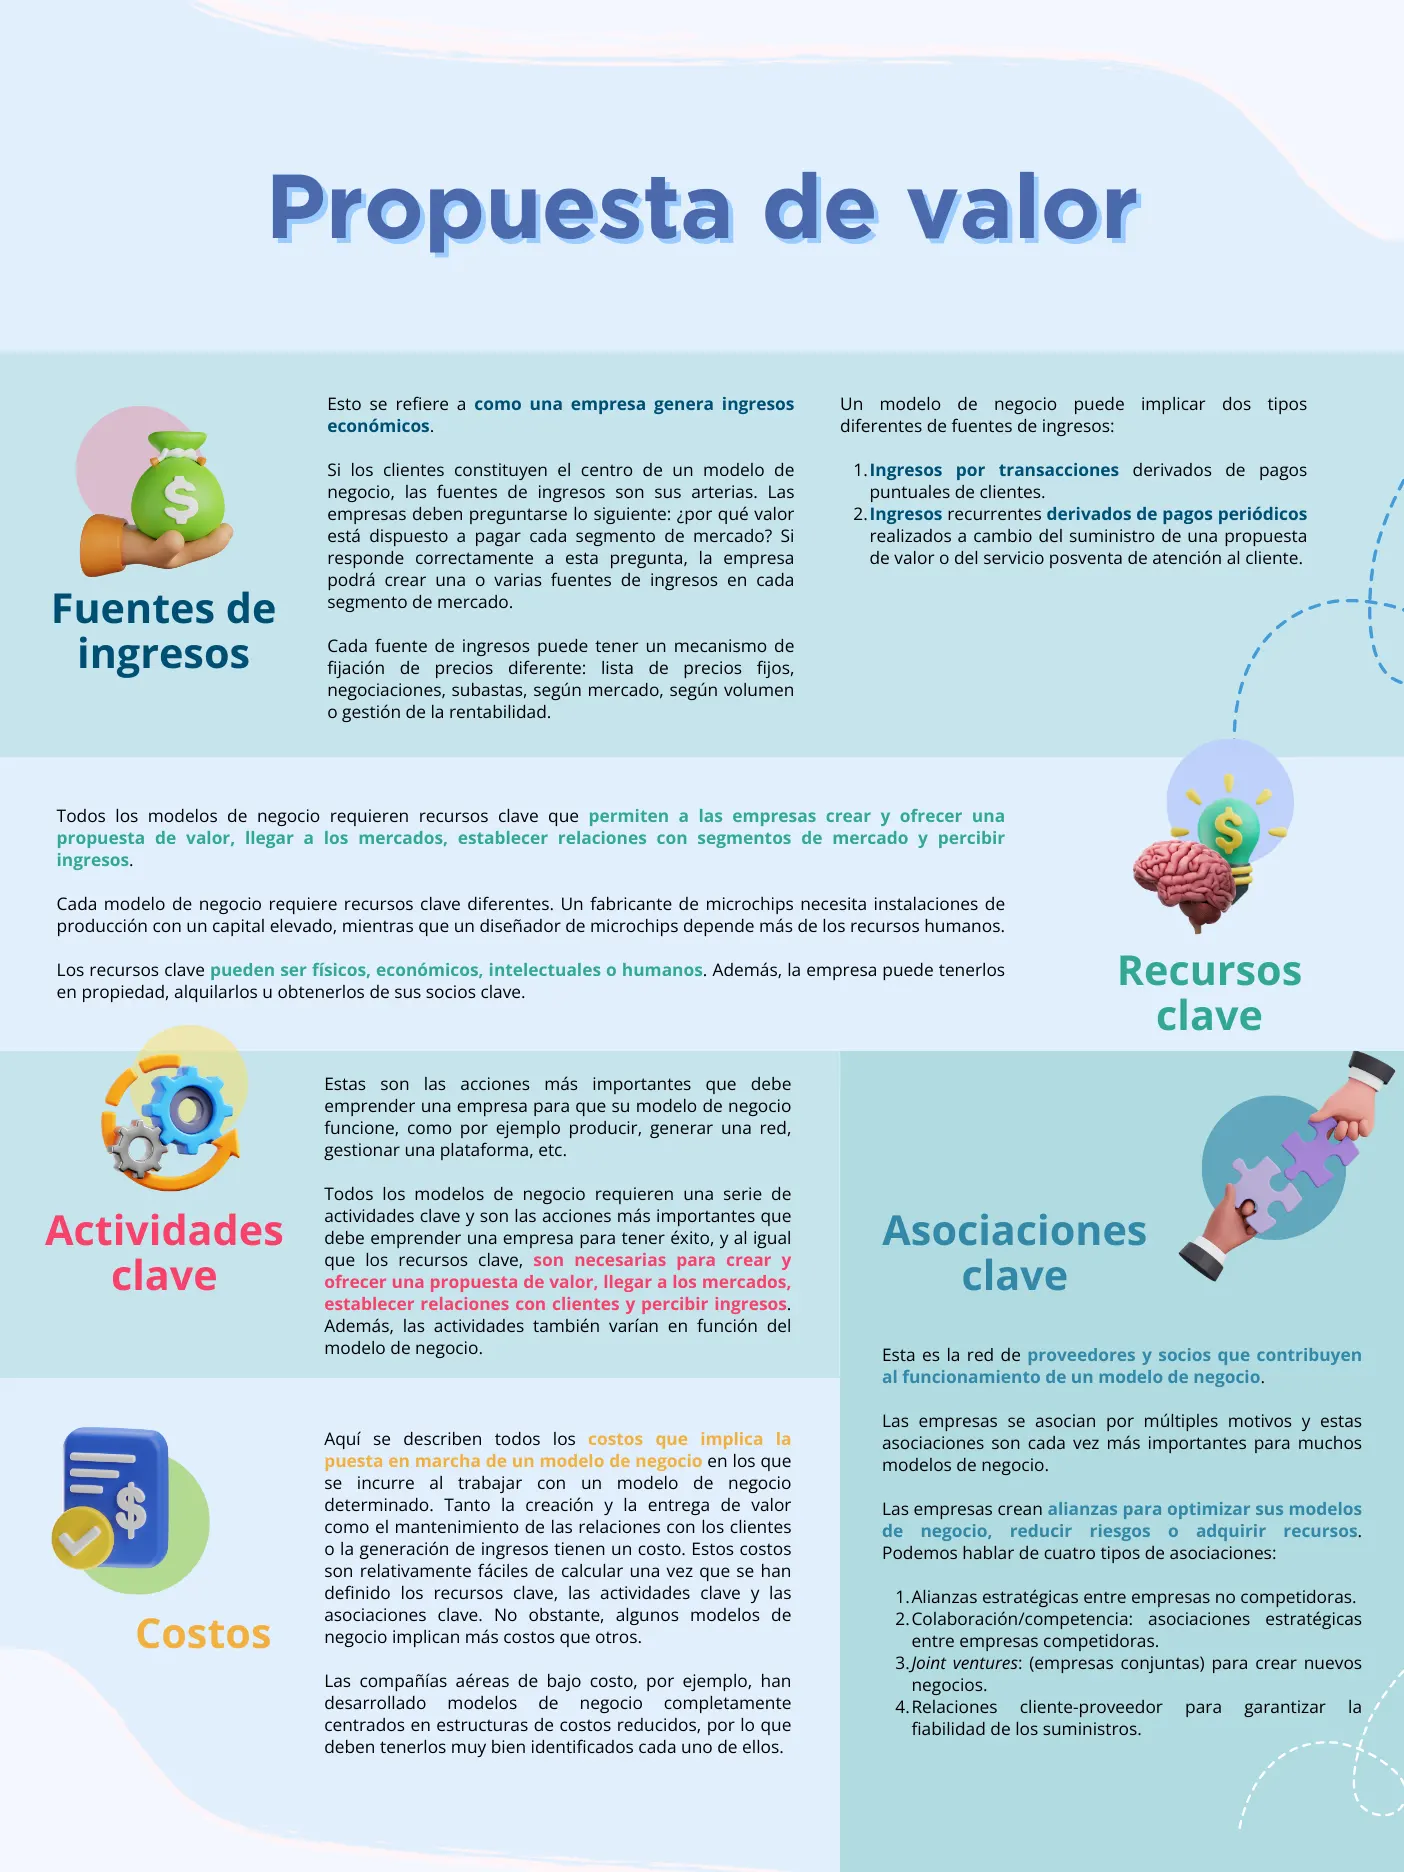 Propuesta de valor
Fuentes de
ingresos
Esto se refiere a como una empresa genera ingresos
económicos.
Si los clientes constituyen el centro de un modelo de
negocio, las fuentes de ingresos son sus arterias. Las
empresas deben preguntarse lo siguiente: ¿por qué valor
está dispuesto a pagar cada segmento de mercado? Si
responde correctamente a esta pregunta, la empresa
podrá crear una o varias fuentes de ingresos en cada
segmento de mercado.
Cada fuente de ingresos puede tener un mecanismo de
fijación de precios diferente: lista de precios fijos,
negociaciones, subastas, según mercado, según volumen
o gestión de la rentabilidad.
Un modelo de negocio puede implicar dos tipos
diferentes de fuentes de ingresos:
1. Ingresos por transacciones derivados de pagos
puntuales de clientes.
2. Ingresos recurrentes derivados de pagos periódicos
realizados a cambio del suministro de una propuesta
de valor o del servicio posventa de atención al cliente.
Todos los modelos de negocio requieren recursos clave que permiten a las empresas crear y ofrecer una
propuesta de valor, llegar a los mercados, establecer relaciones con segmentos de mercado y percibir
ingresos.
Cada modelo de negocio requiere recursos clave diferentes. Un fabricante de microchips necesita instalaciones de
producción con un capital elevado, mientras que un diseñador de microchips depende más de los recursos humanos.
Los recursos clave pueden ser físicos, económicos, intelectuales o humanos. Además, la empresa puede tenerlos
en propiedad, alquilarlos u obtenerlos de sus socios clave.
Recursos
clave
Actividades
clave
Estas son las acciones más importantes que debe
emprender una empresa para que su modelo de negocio
funcione, como por ejemplo producir, generar una red,
gestionar una plataforma, etc.
Todos los modelos de negocio requieren una serie de
actividades clave y son las acciones más importantes que
debe emprender una empresa para tener éxito, y al igual
que los recursos clave, son necesarias para crear y
ofrecer una propuesta de valor, llegar a los mercados,
establecer relaciones con clientes y percibir ingresos.
Además, las actividades también varían en función del
modelo de negocio.
Costos
Aquí se describen todos los costos que implica la
puesta en marcha de un modelo de negocio en los que
se incurre al trabajar con un modelo de negocio
determinado. Tanto la creación y la entrega de valor
como el mantenimiento de las relaciones con los clientes
o la generación de ingresos tienen un costo. Estos costos
son relativamente fáciles de calcular una vez que se han
definido los recursos clave, las actividades clave y las
asociaciones clave. No obstante, algunos modelos de
negocio implican más costos que otros.
Las compañías aéreas de bajo costo, por ejemplo, han
desarrollado modelos de negocio completamente
centrados en estructuras de costos reducidos, por lo que
deben tenerlos muy bien identificados cada uno de ellos.
Asociaciones
clave
Esta es la red de proveedores y socios que contribuyen
al funcionamiento de un modelo de negocio.
Las empresas se asocian por múltiples motivos y estas
asociaciones son cada vez más importantes para muchos
modelos de negocio.
Las empresas crean alianzas para optimizar sus modelos
de negocio, reducir riesgos o adquirir recursos.
Podemos hablar de cuatro tipos de asociaciones:
1. Alianzas estratégicas entre empresas no competidoras.
2. Colaboración/competencia: asociaciones estratégicas
entre empresas competidoras.
3. Joint ventures: (empresas conjuntas) para crear nuevos
negocios.
4. Relaciones cliente-proveedor para garantizar la
fiabilidad de los suministros.